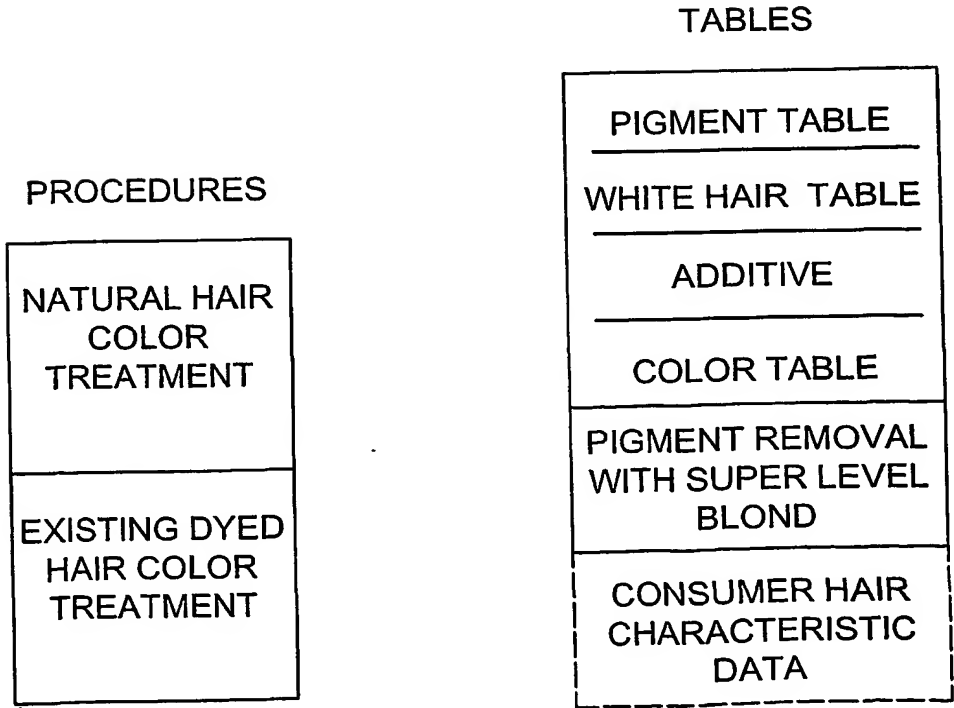 PROCEDURES
NATURAL HAIR
COLOR
TREATMENT
EXISTING DYED
HAIR COLOR
TREATMENT
TABLES
PIGMENT TABLE
WHITE HAIR TABLE
ADDITIVE
COLOR TABLE
PIGMENT REMOVAL
WITH SUPER LEVEL
BLOND
CONSUMER HAIR
CHARACTERISTIC
DATA